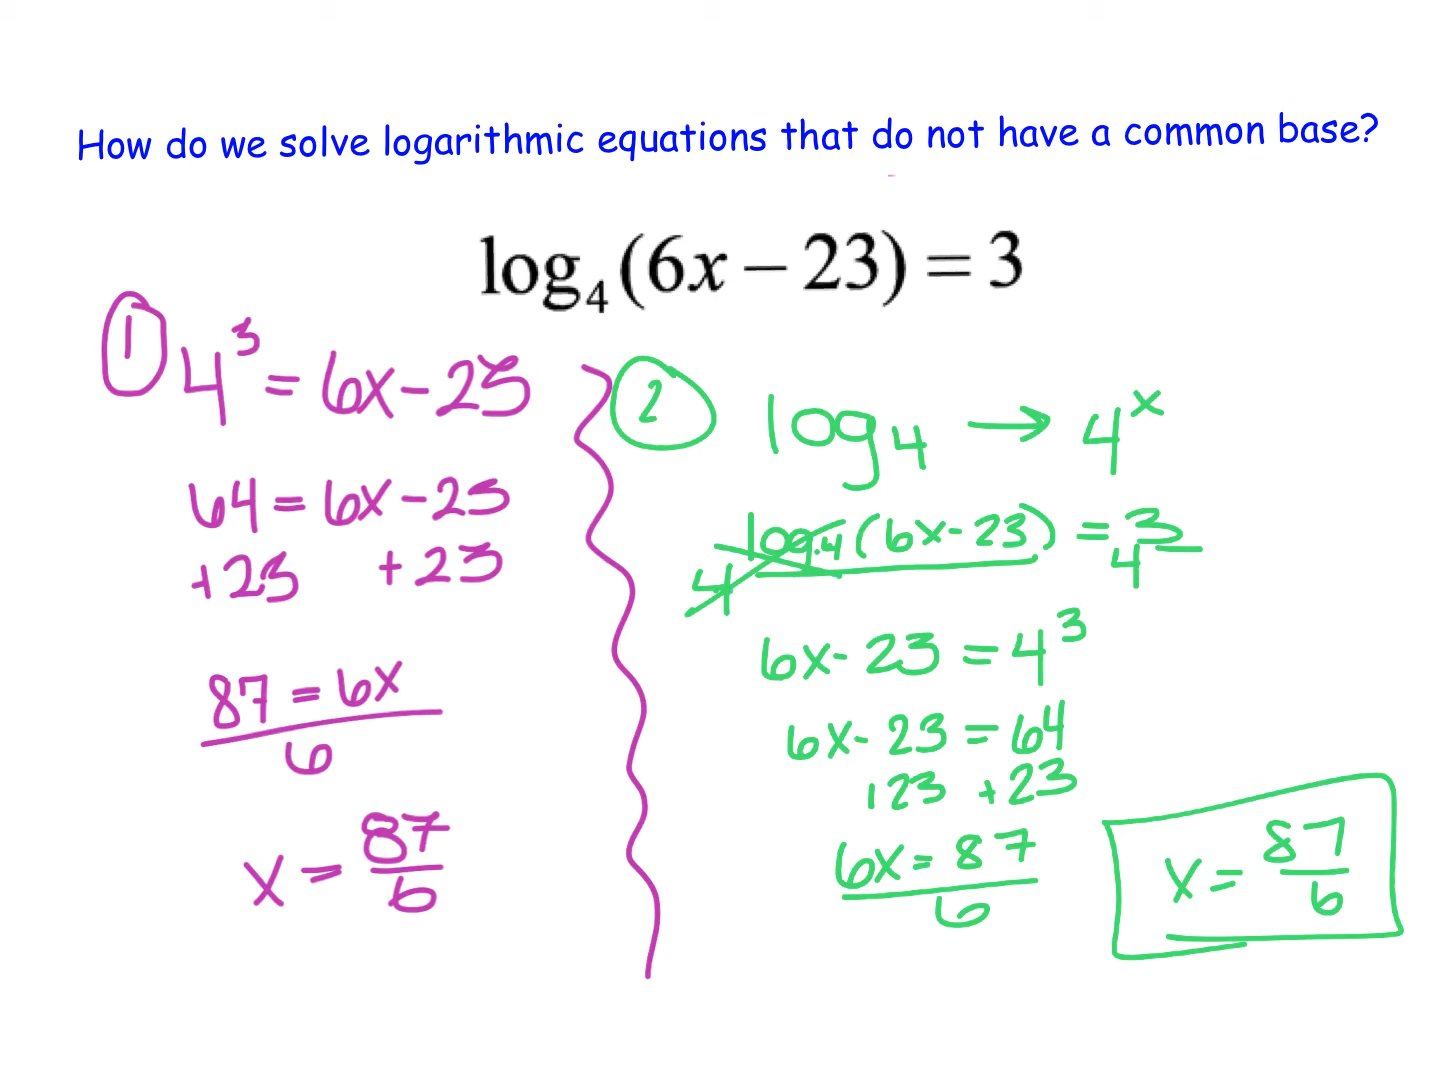 How do we solve logarithmic equations that do not have a common base?
log₄(6x − 23) = 3
1
4³ = 6x - 23
64 = 6x - 23
+23 +23
87 = 6x
6
x = 87/6
2
log₄ → 4ˣ
log₄(6x - 23) = 3
4 4
6x - 23 = 4³
6x - 23 = 64
+23 +23
6x = 87
6
x = 87/6